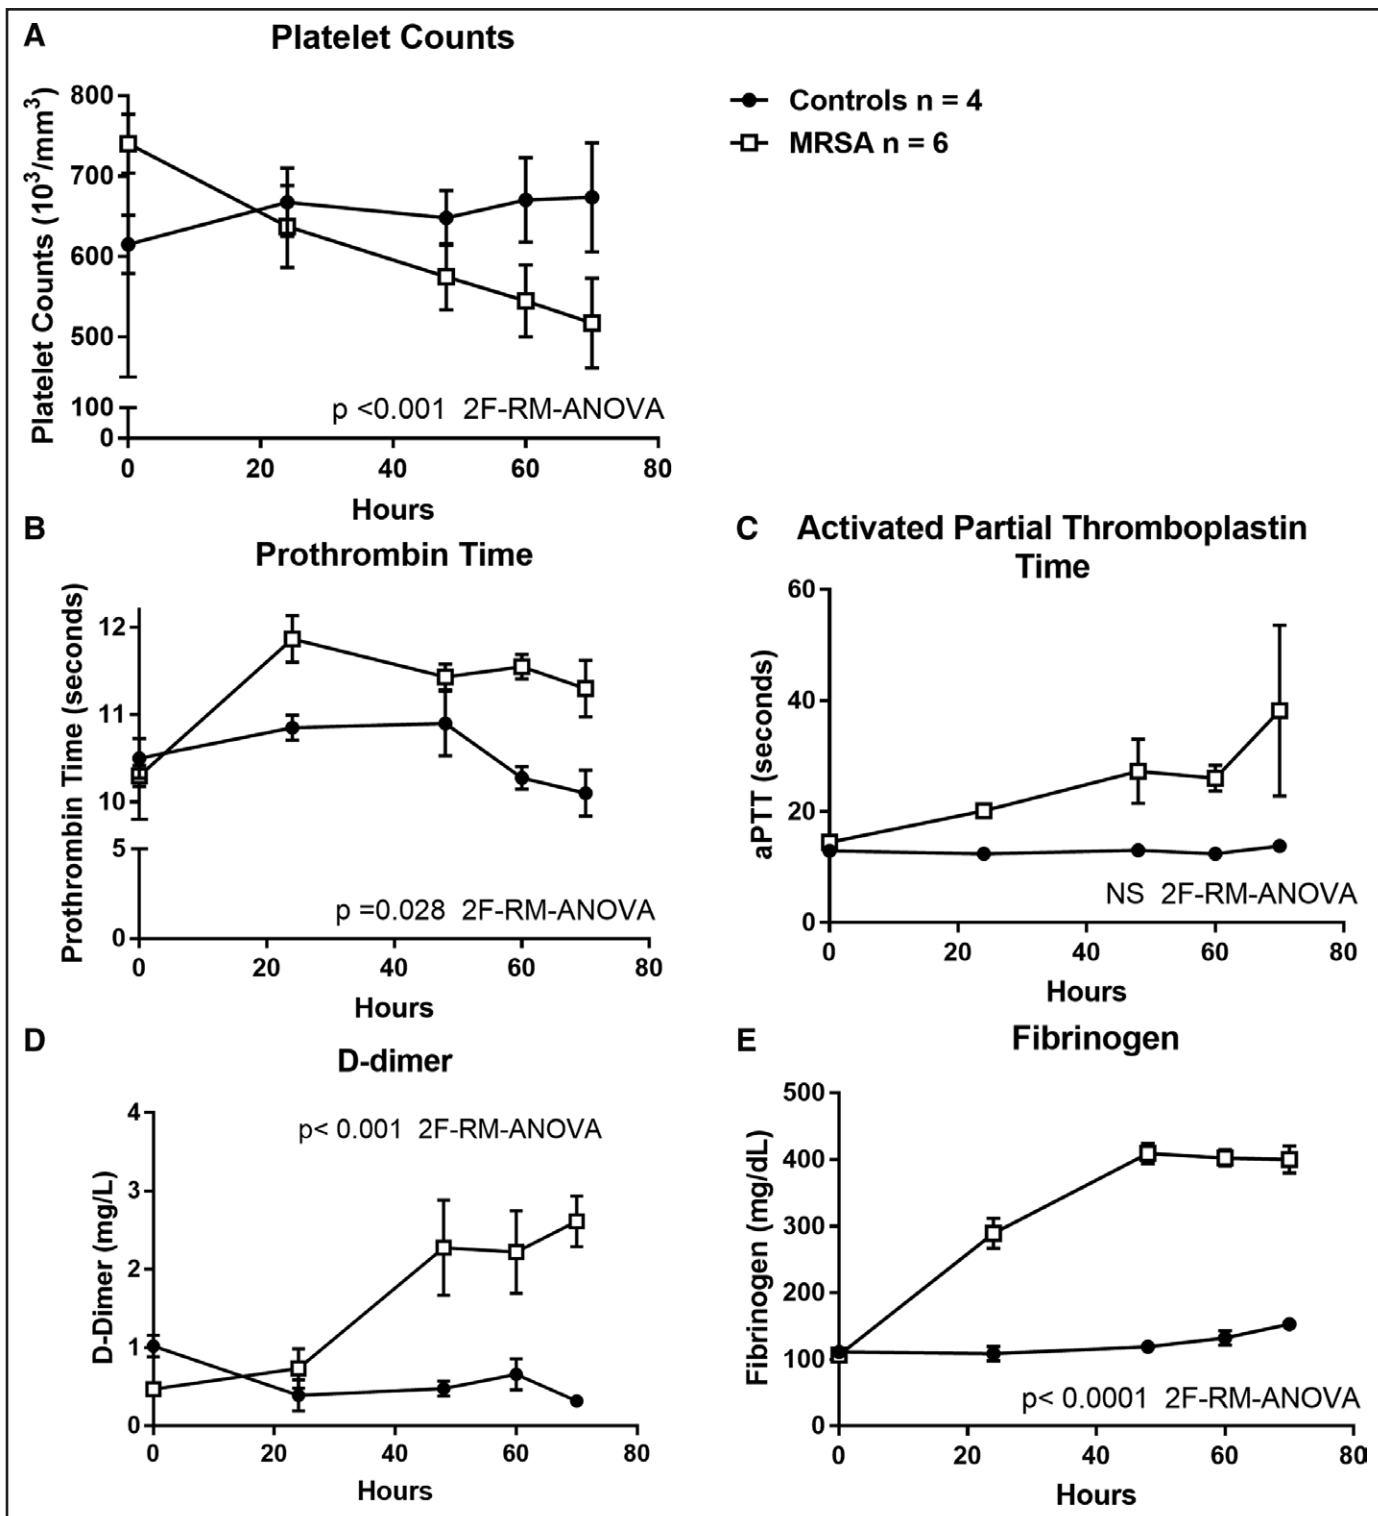 A
Platelet Counts
Controls n = 4
MRSA n = 6
Platelet Counts (10³/mm³)
800
700
600
500
100
0
p <0.001 2F-RM-ANOVA
0 20 40 60 80
Hours
B
Prothrombin Time
Prothrombin Time (seconds)
12
11
10
5
0
p =0.028 2F-RM-ANOVA
0 20 40 60 80
Hours
C
Activated Partial Thromboplastin
Time
aPTT (seconds)
60
40
20
0
NS 2F-RM-ANOVA
0 20 40 60 80
Hours
D
D-dimer
p< 0.001 2F-RM-ANOVA
D-Dimer (mg/L)
4
3
2
1
0
0 20 40 60 80
Hours
E
Fibrinogen
Fibrinogen (mg/dL)
500
400
300
200
100
0
p< 0.0001 2F-RM-ANOVA
0 20 40 60 80
Hours